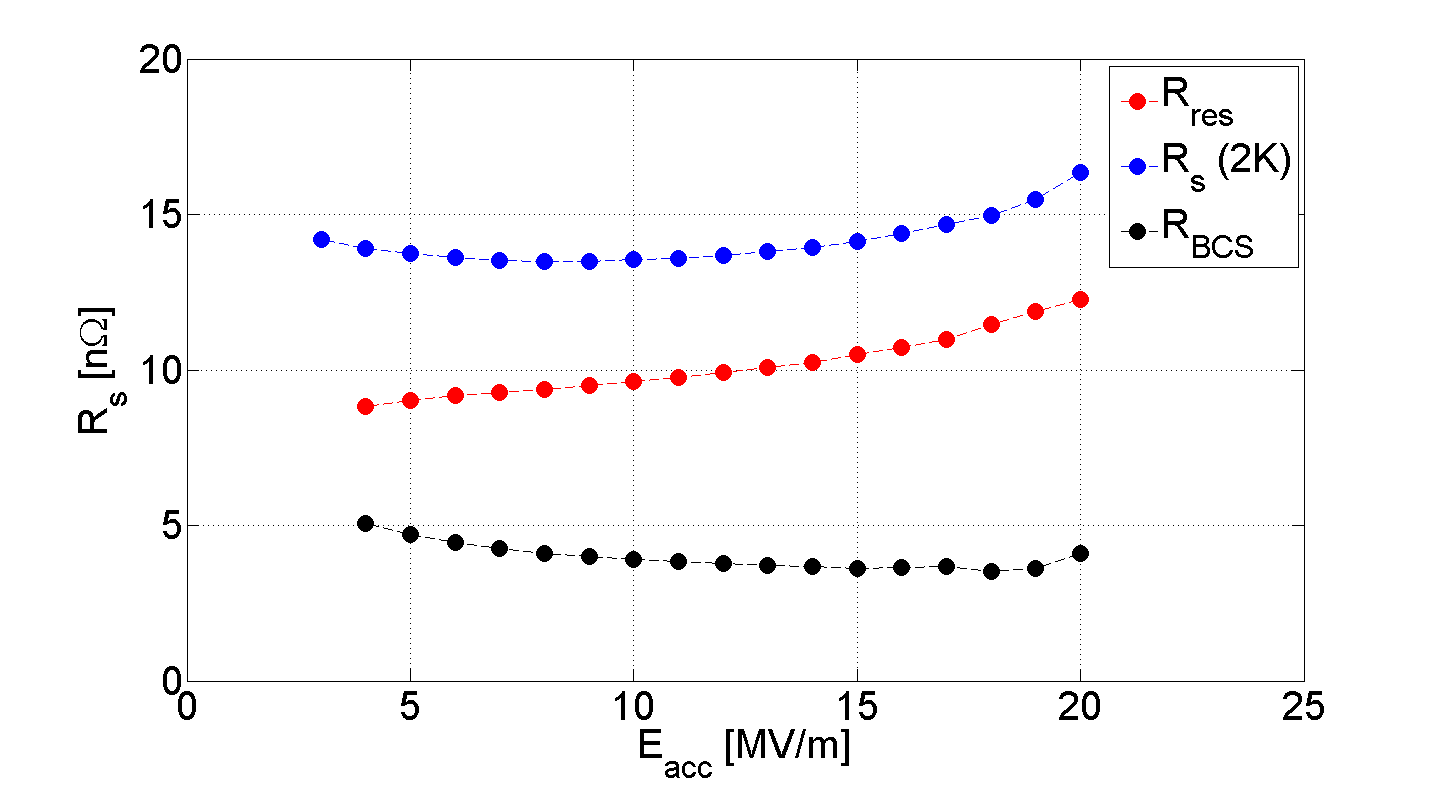 20
15
10
5
0
0 5 10 15 20 25
R_s [nΩ]
E_acc [MV/m]
R_res
R_s (2K)
R_BCS